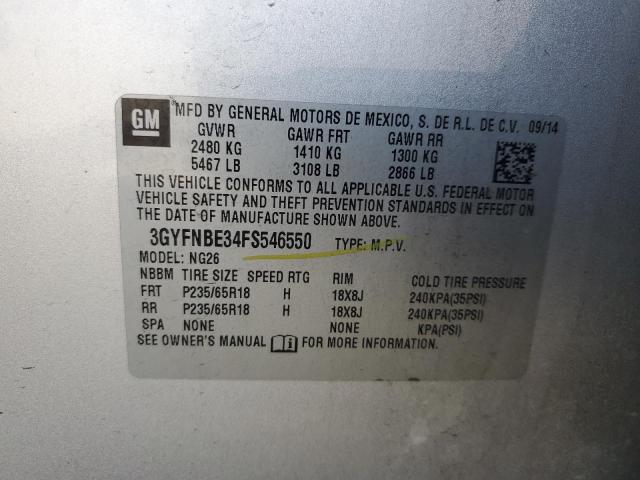 GM
MFD BY GENERAL MOTORS DE MEXICO, S. DE R.L. DE C.V. 09/14
GVWR GAWR FRT GAWR RR
2480 KG 1410 KG 1300 KG
5467 LB 3108 LB 2866 LB
THIS VEHICLE CONFORMS TO ALL APPLICABLE U.S. FEDERAL MOTOR
VEHICLE SAFETY AND THEFT PREVENTION STANDARDS IN EFFECT ON
THE DATE OF MANUFACTURE SHOWN ABOVE.
3GYFNBE34FS546550 TYPE: M.P.V.
MODEL: NG26
NBBM TIRE SIZE SPEED RTG RIM COLD TIRE PRESSURE
FRT P235/65R18 H 18X8J 240KPA(35PSI)
RR P235/65R18 H 18X8J 240KPA(35PSI)
SPA NONE NONE KPA(PSI)
SEE OWNER'S MANUAL FOR MORE INFORMATION.